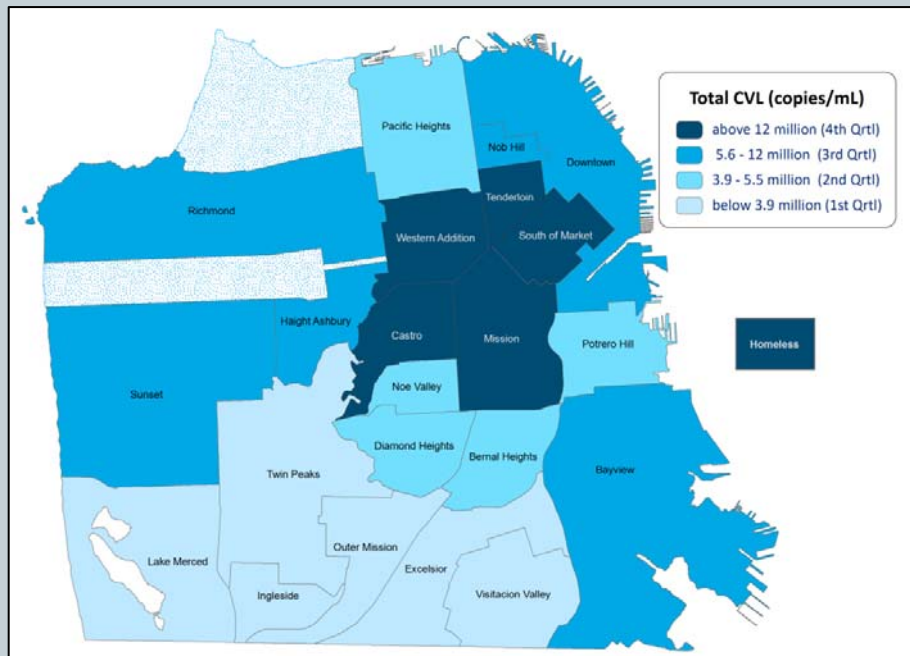 Total CVL (copies/mL)
above 12 million (4th Qrtl)
5.6 - 12 million (3rd Qrtl)
3.9 - 5.5 million (2nd Qrtl)
below 3.9 million (1st Qrtl)
Pacific Heights
Nob Hill
Downtown
Tenderloin
Richmond
Western Addition
South of Market
Haight Ashbury
Castro
Mission
Potrero Hill
Homeless
Noe Valley
Sunset
Diamond Heights
Bernal Heights
Twin Peaks
Bayview
Outer Mission
Lake Merced
Excelsior
Ingleside
Visitacion Valley